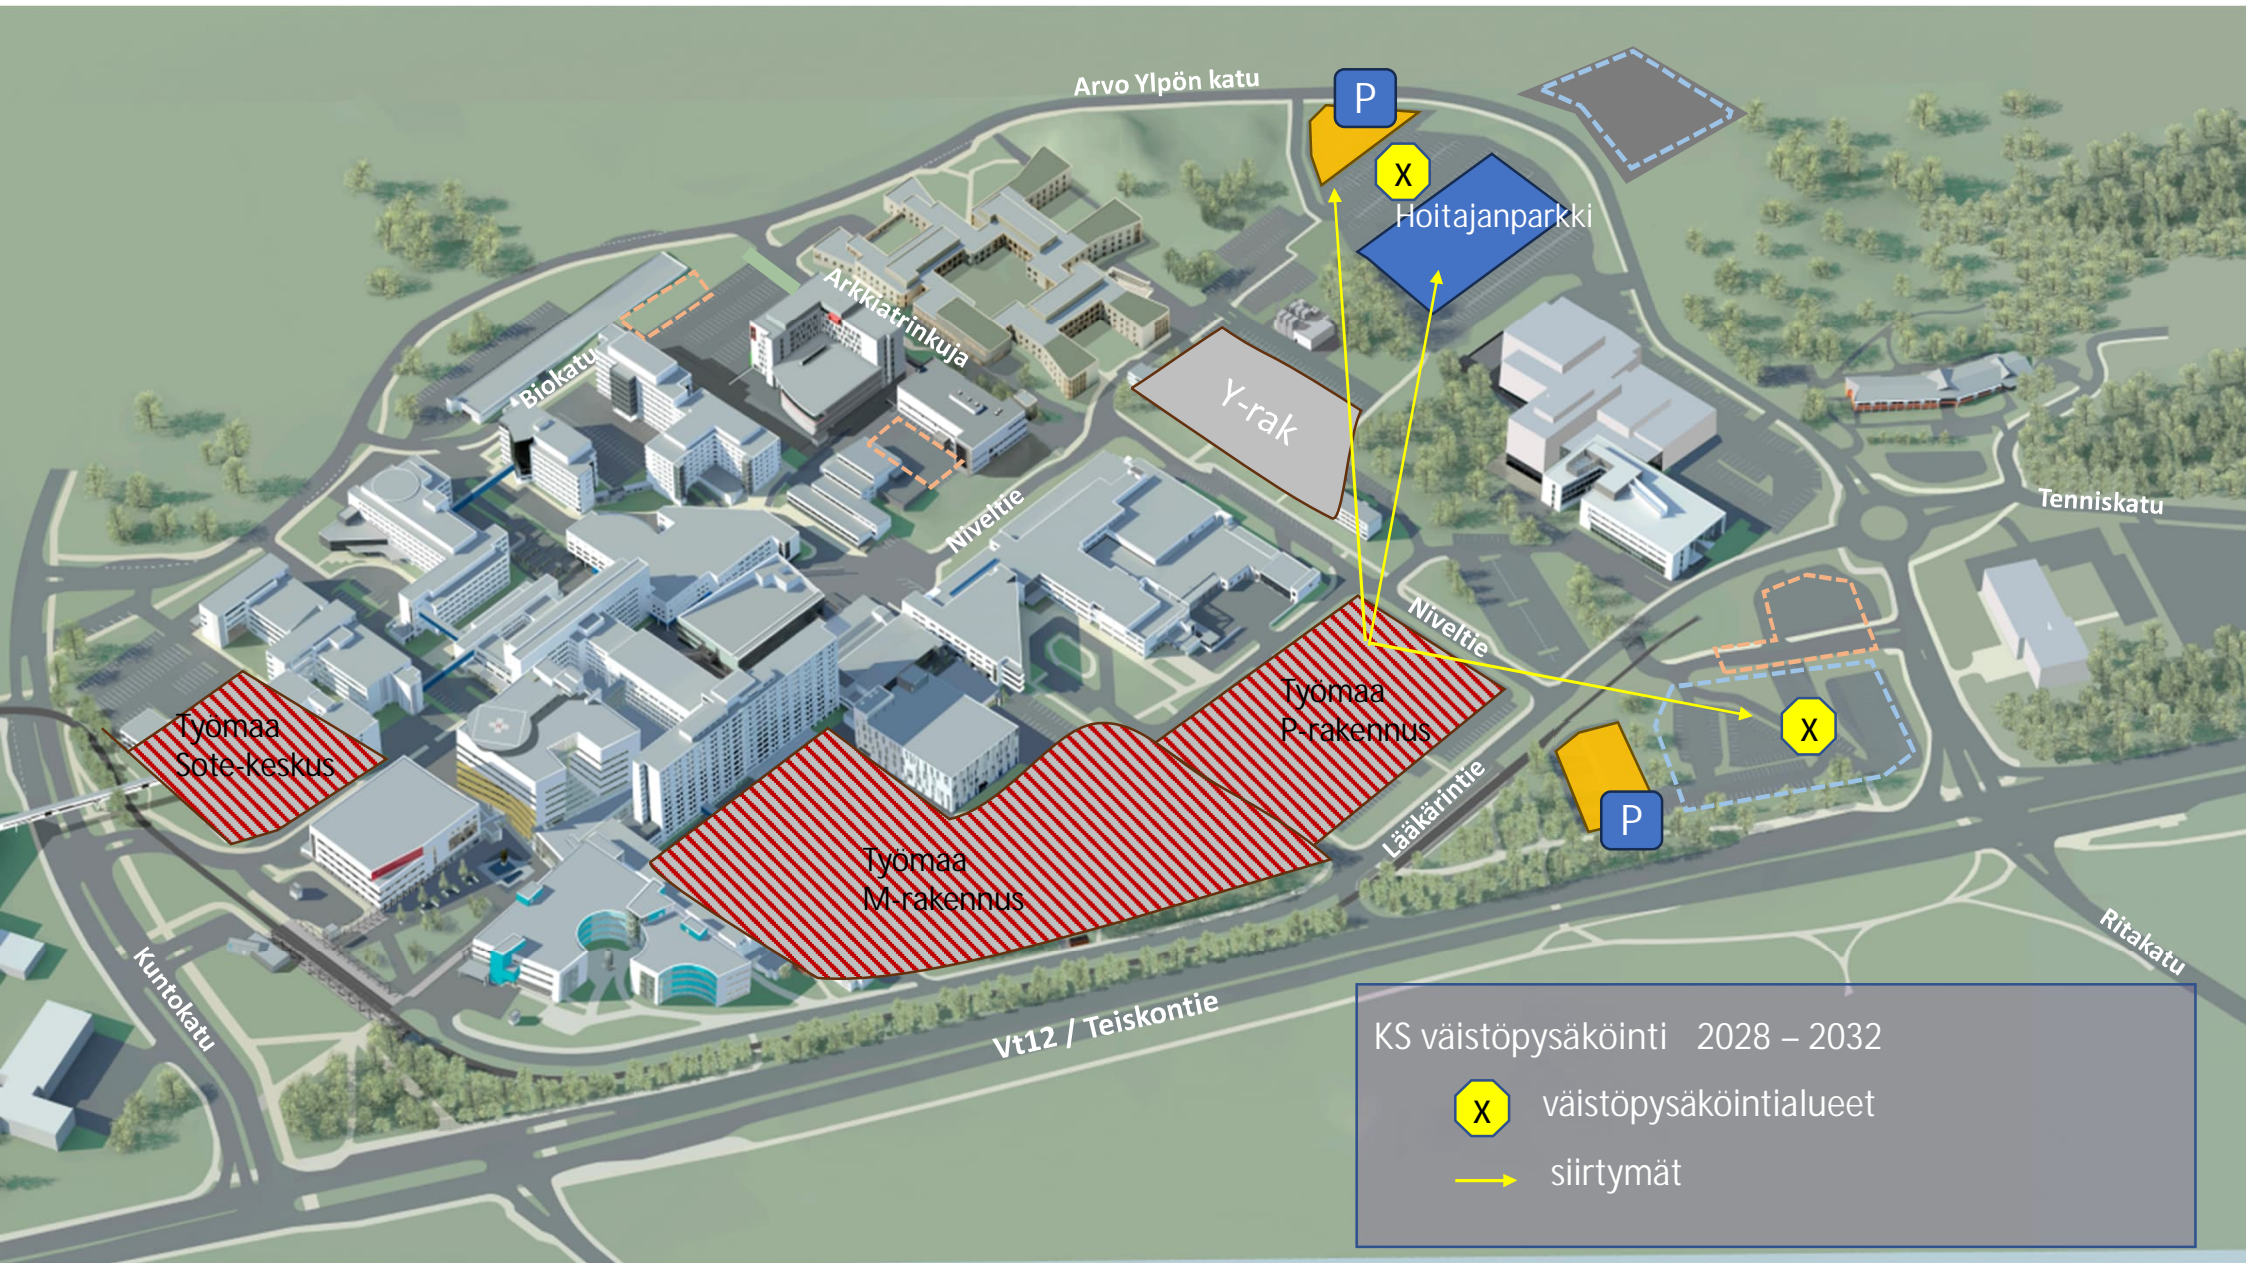 Arvo Ylpön katu
P
X
Hoitajanparkki
Arkkiatrinkuja
Biokatu
Y-rak
Niveltie
Tenniskatu
Niveltie
Työmaa
P-rakennus
Työmaa
Sote-keskus
X
P
Lääkärintie
Työmaa
M-rakennus
Kuntokatu
Ritakatu
Vt12 / Teiskontie
KS väistöpysäköinti 2028 – 2032
X väistöpysäköintialueet
siirtymät